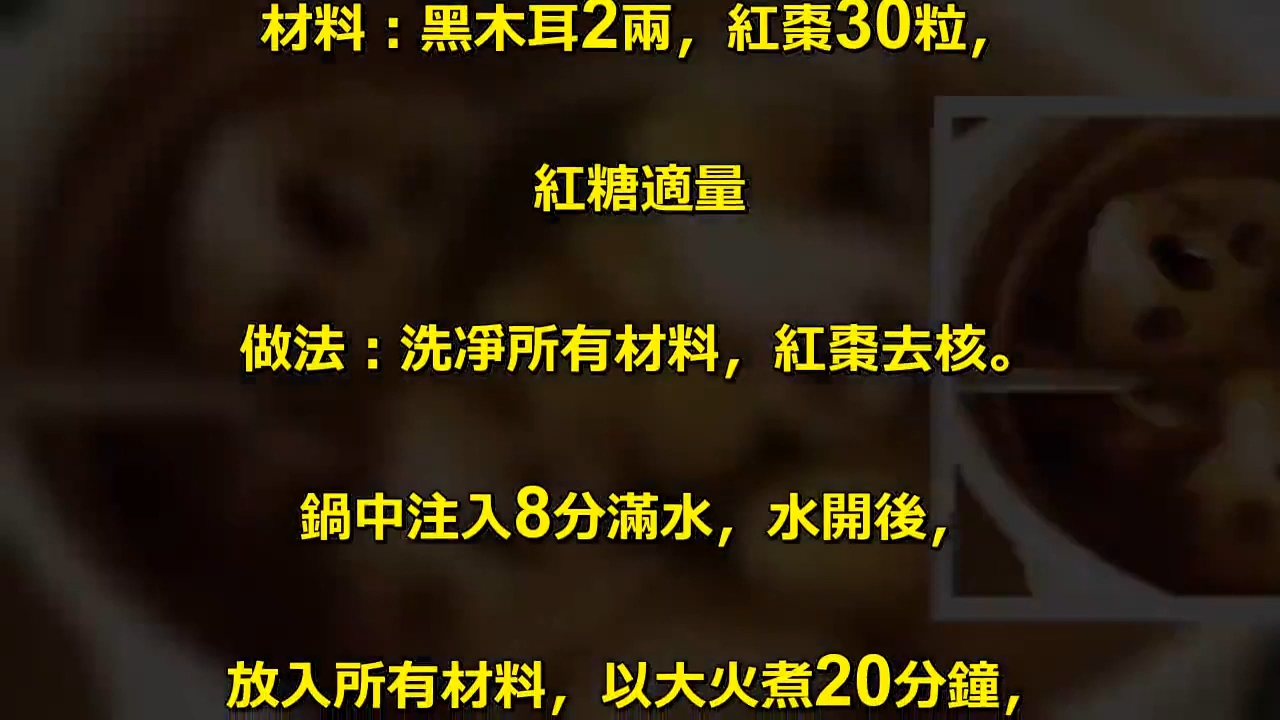 材料：黑木耳2兩，紅棗30粒，
紅糖適量
做法：洗淨所有材料，紅棗去核。
鍋中注入8分滿水，水開後，
放入所有材料，以大火煮20分鐘，